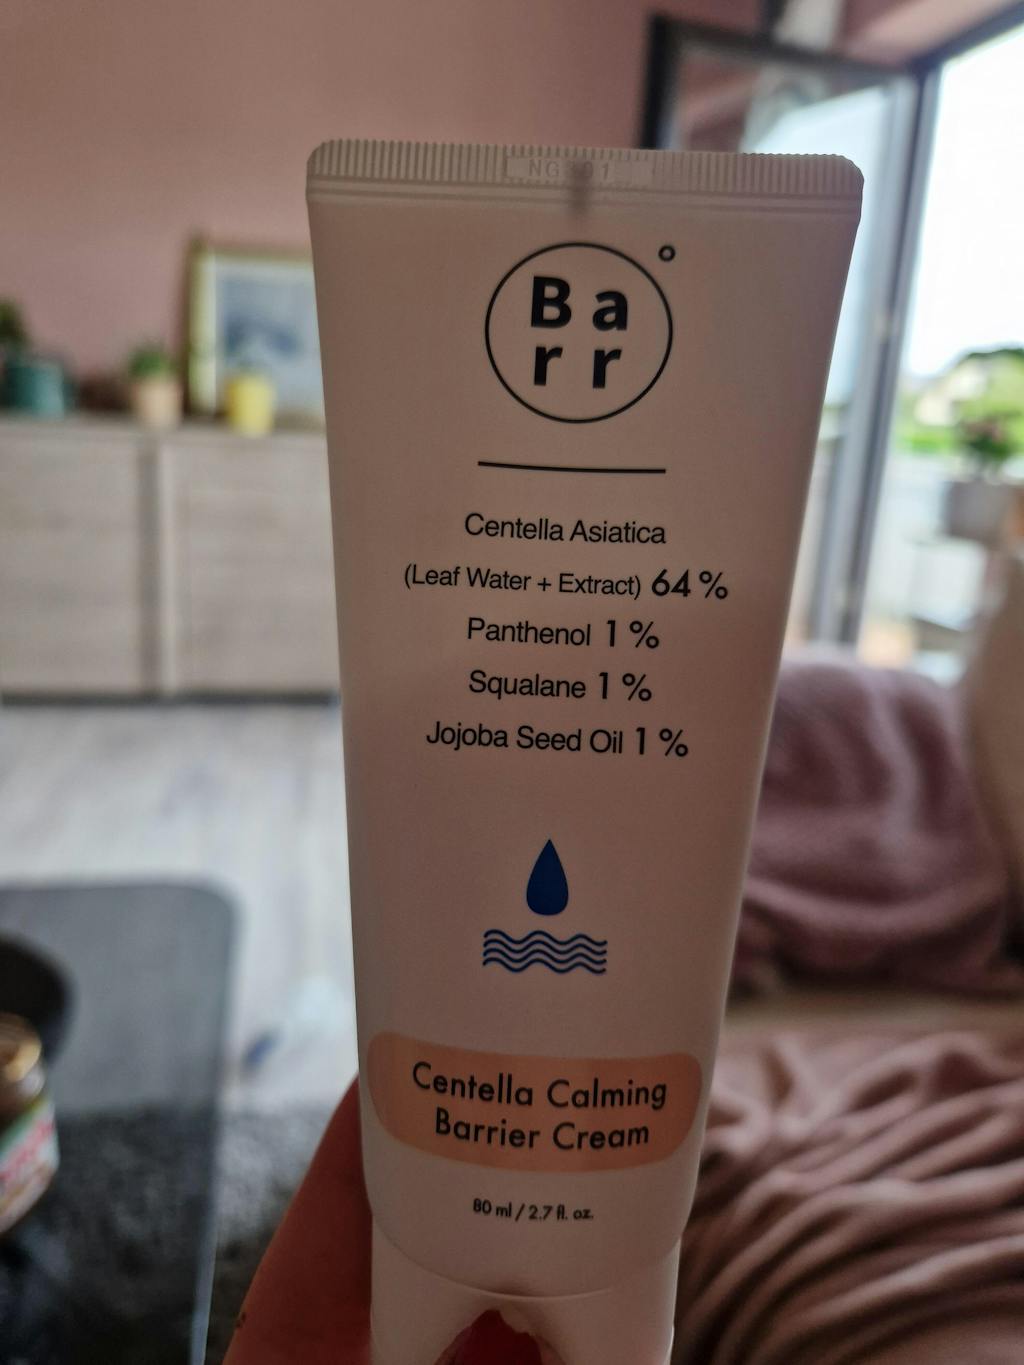 Ba
rr
Centella Asiatica
(Leaf Water + Extract) 64%
Panthenol 1%
Squalane 1%
Jojoba Seed Oil 1%
Centella Calming
Barrier Cream
80 ml / 2.7 fl. oz.